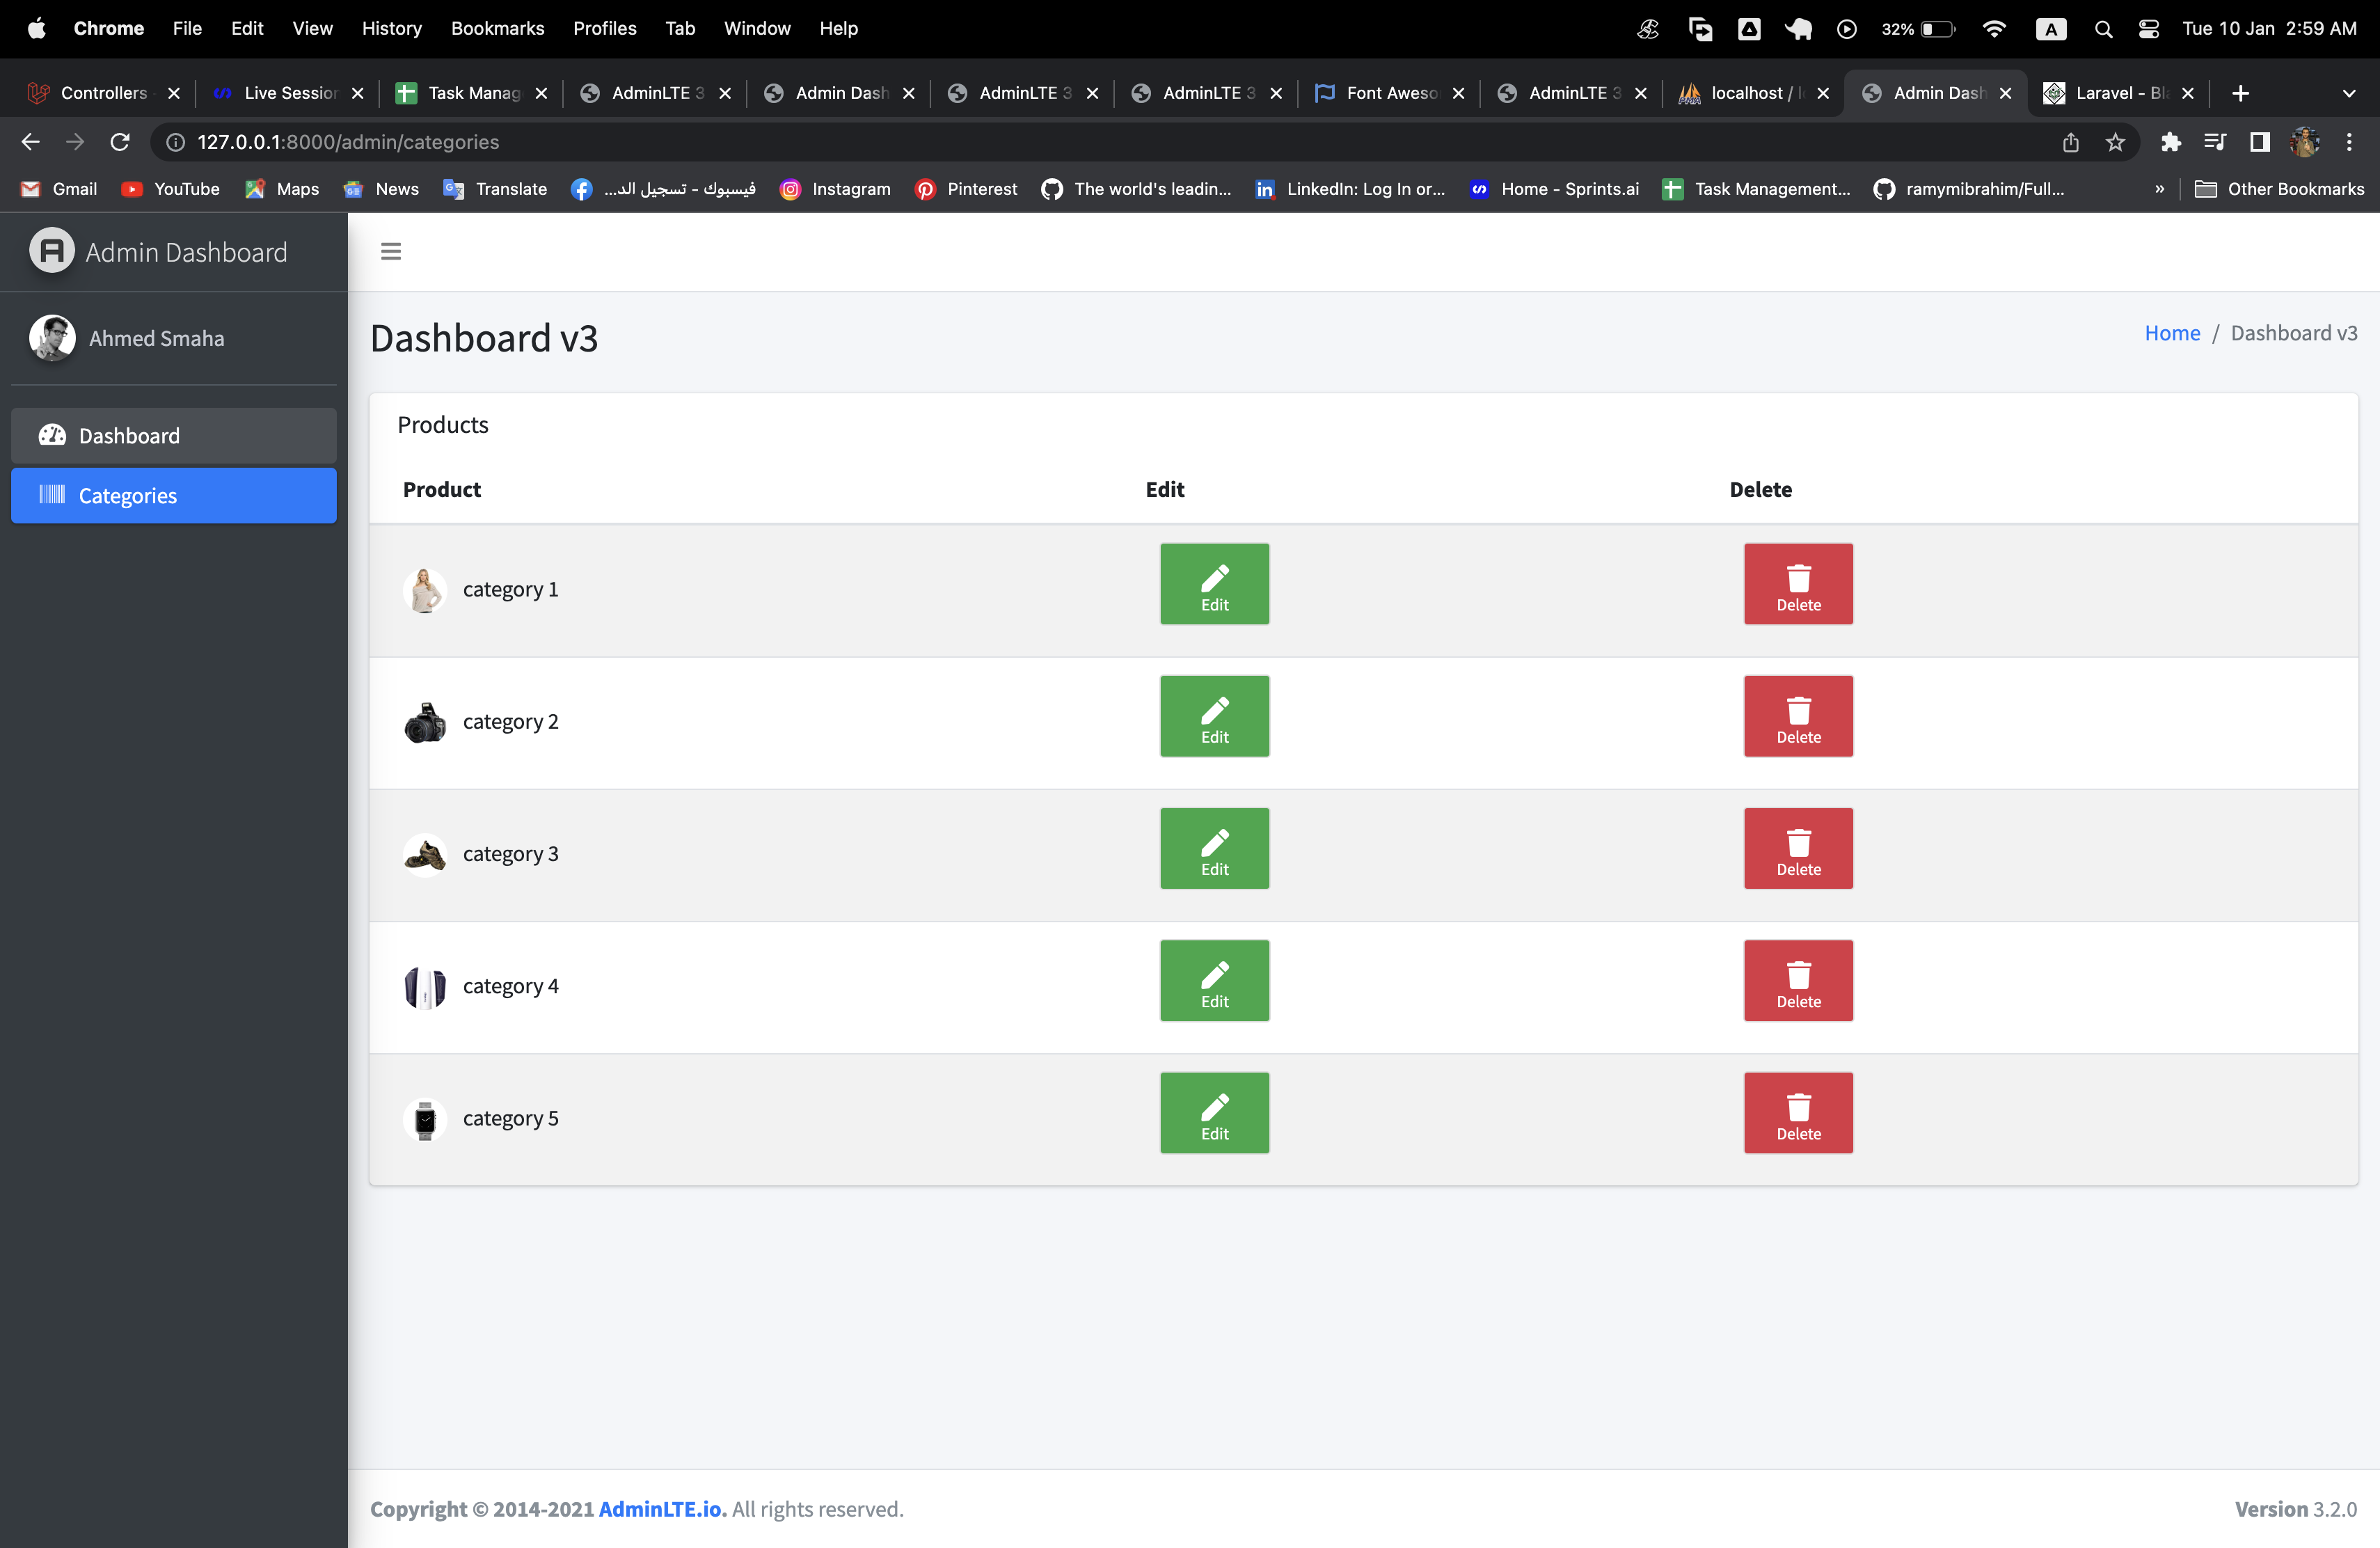 Chrome File Edit View History Bookmarks Profiles Tab Window Help 32% A Tue 10 Jan 2:59 AM
Controllers Live Session Task Manag AdminLTE 3 Admin Dash AdminLTE 3 AdminLTE 3 Font Aweso AdminLTE 3 localhost / l Admin Dash Laravel - Bla
127.0.0.1:8000/admin/categories
Gmail YouTube Maps News Translate فيسبوك - تسجيل الد... Instagram Pinterest The world's leadin... LinkedIn: Log In or... Home - Sprints.ai Task Management... ramymibrahim/Full... » Other Bookmarks
Admin Dashboard
Ahmed Smaha
Dashboard
Categories
Dashboard v3
Home / Dashboard v3
Products
Product Edit Delete
category 1 Edit Delete
category 2 Edit Delete
category 3 Edit Delete
category 4 Edit Delete
category 5 Edit Delete
Copyright © 2014-2021 AdminLTE.io. All rights reserved.
Version 3.2.0